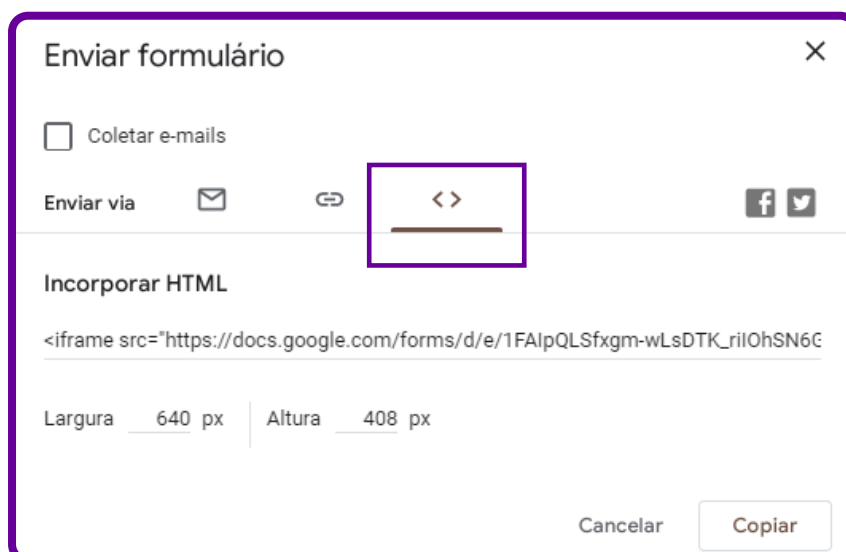 Enviar formulário
Coletar e-mails
Enviar via
Incorporar HTML
<iframe src="https://docs.google.com/forms/d/e/1FAIpQLSfxgm-wLsDTK_riIOhSN6G
Largura 640 px Altura 408 px
Cancelar Copiar